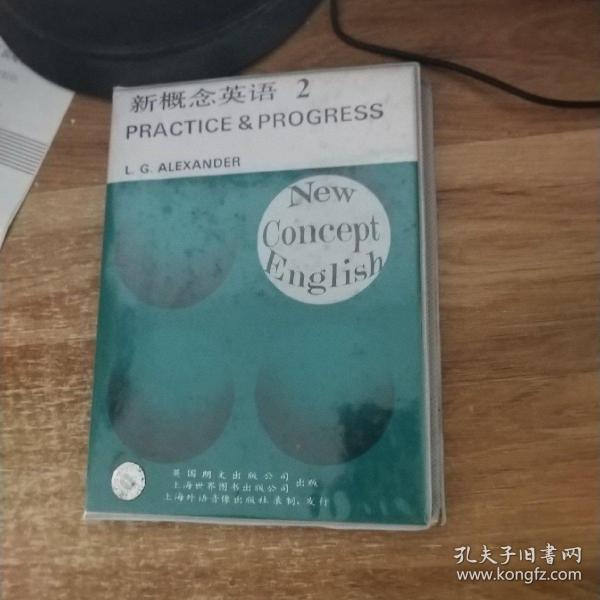 新概念英语 2
PRACTICE & PROGRESS
L. G. ALEXANDER
New
Concept
English
英国朗文出版公司
上海世界图书出版公司 出版
上海外语音像出版社录制、发行
孔夫子旧书网
www.kongfz.com